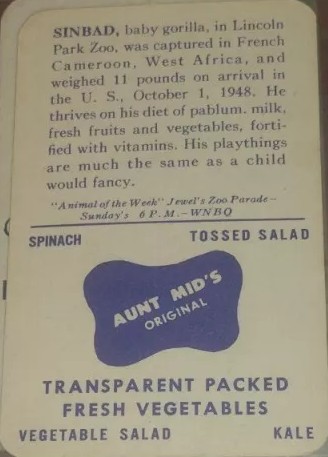 SINBAD, baby gorilla, in Lincoln
Park Zoo, was captured in French
Cameroon, West Africa, and
weighed 11 pounds on arrival in
the U. S., October 1, 1948. He
thrives on his diet of pablum. milk,
fresh fruits and vegetables, forti-
fied with vitamins. His playthings
are much the same as a child
would fancy.
"Animal of the Week" Jewel's Zoo Parade—
Sunday's 6 P.M.—WNBQ
SPINACH TOSSED SALAD
AUNT MID'S
ORIGINAL
TRANSPARENT PACKED
FRESH VEGETABLES
VEGETABLE SALAD KALE